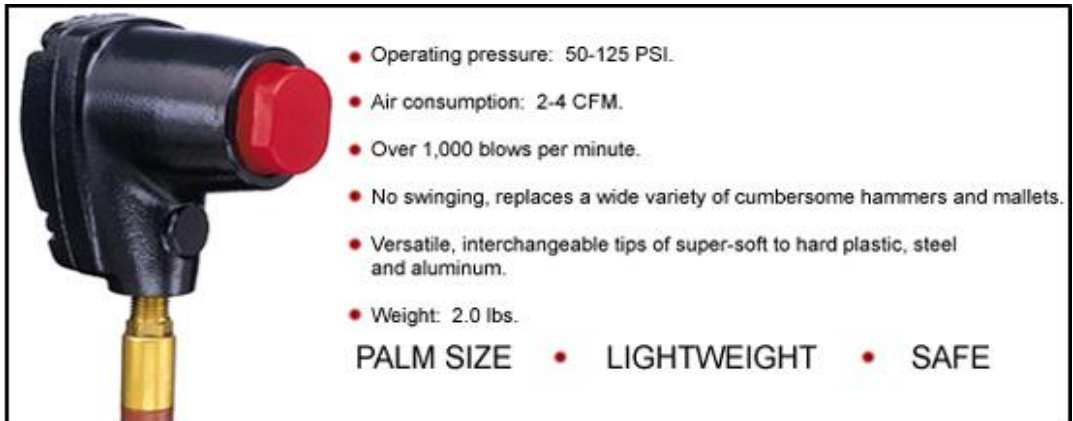 Operating pressure: 50-125 PSI.
Air consumption: 2-4 CFM.
Over 1,000 blows per minute.
No swinging, replaces a wide variety of cumbersome hammers and mallets.
Versatile, interchangeable tips of super-soft to hard plastic, steel
and aluminum.
Weight: 2.0 lbs.
PALM SIZE • LIGHTWEIGHT • SAFE